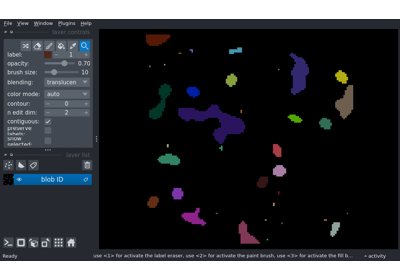 File View Window Plugins Help
layer controls
label: 1
opacity: 0.70
brush size: 10
blending: translucen
color mode: auto
contour: 0
n edit dim: 2
contiguous:
preserve
labels:
show
selected:
layer list
blob ID
Ready use <1> for activate the label eraser, use <2> for activate the paint brush, use <3> for activate the fill b... activity